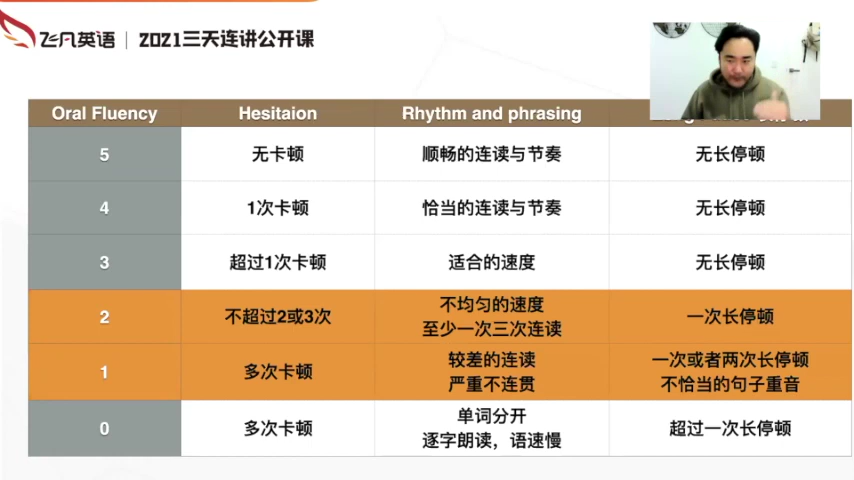 飞凡英语 | 2021三天连讲公开课
Oral Fluency Hesitaion Rhythm and phrasing
5 无卡顿 顺畅的连读与节奏 无长停顿
4 1次卡顿 恰当的连读与节奏 无长停顿
3 超过1次卡顿 适合的速度 无长停顿
2 不超过2或3次 不均匀的速度 一次长停顿
至少一次三次连读
1 多次卡顿 较差的连读 一次或者两次长停顿
严重不连贯 不恰当的句子重音
0 多次卡顿 单词分开 超过一次长停顿
逐字朗读，语速慢